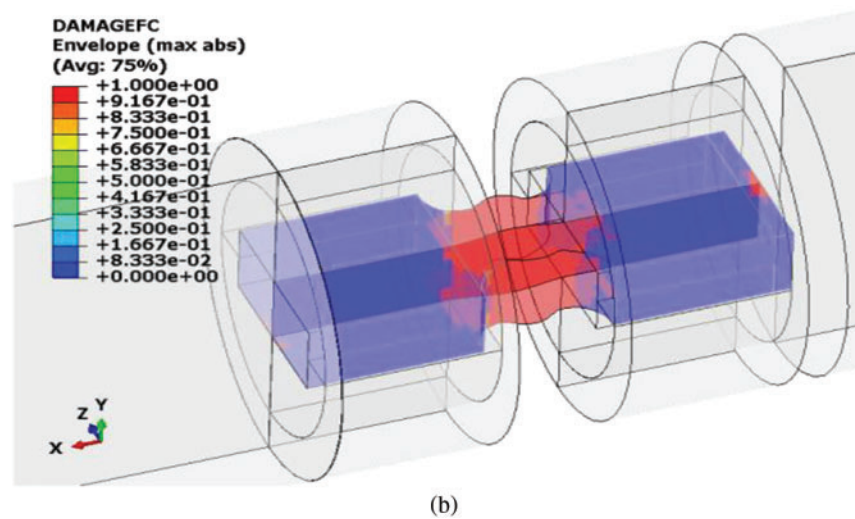 DAMAGEFC
Envelope (max abs)
(Avg: 75%)
+1.000e+00
+9.167e-01
+8.333e-01
+7.500e-01
+6.667e-01
+5.833e-01
+5.000e-01
+4.167e-01
+3.333e-01
+2.500e-01
+1.667e-01
+8.333e-02
+0.000e+00
Y
Z
X
(b)